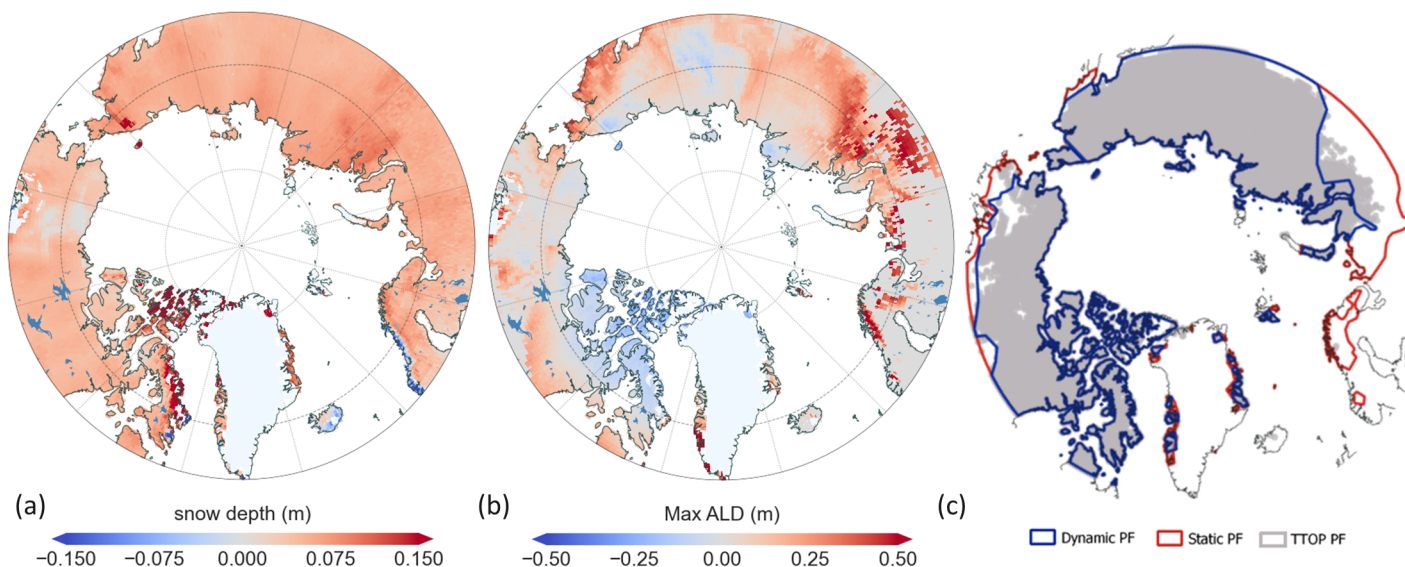 (a)
snow depth (m)
−0.150 −0.075 0.000 0.075 0.150
(b)
Max ALD (m)
−0.50 −0.25 0.00 0.25 0.50
(c)
Dynamic PF Static PF TTOP PF